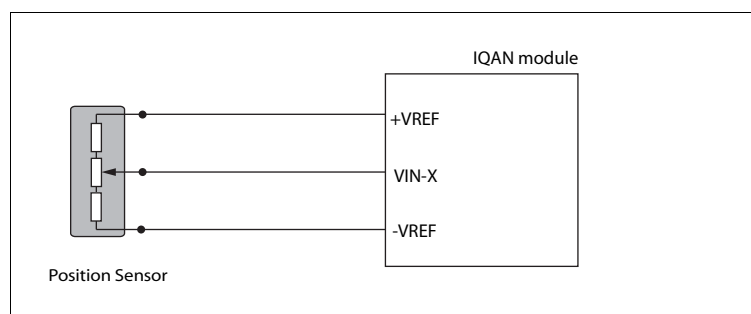 IQAN module
+VREF
VIN-X
-VREF
Position Sensor